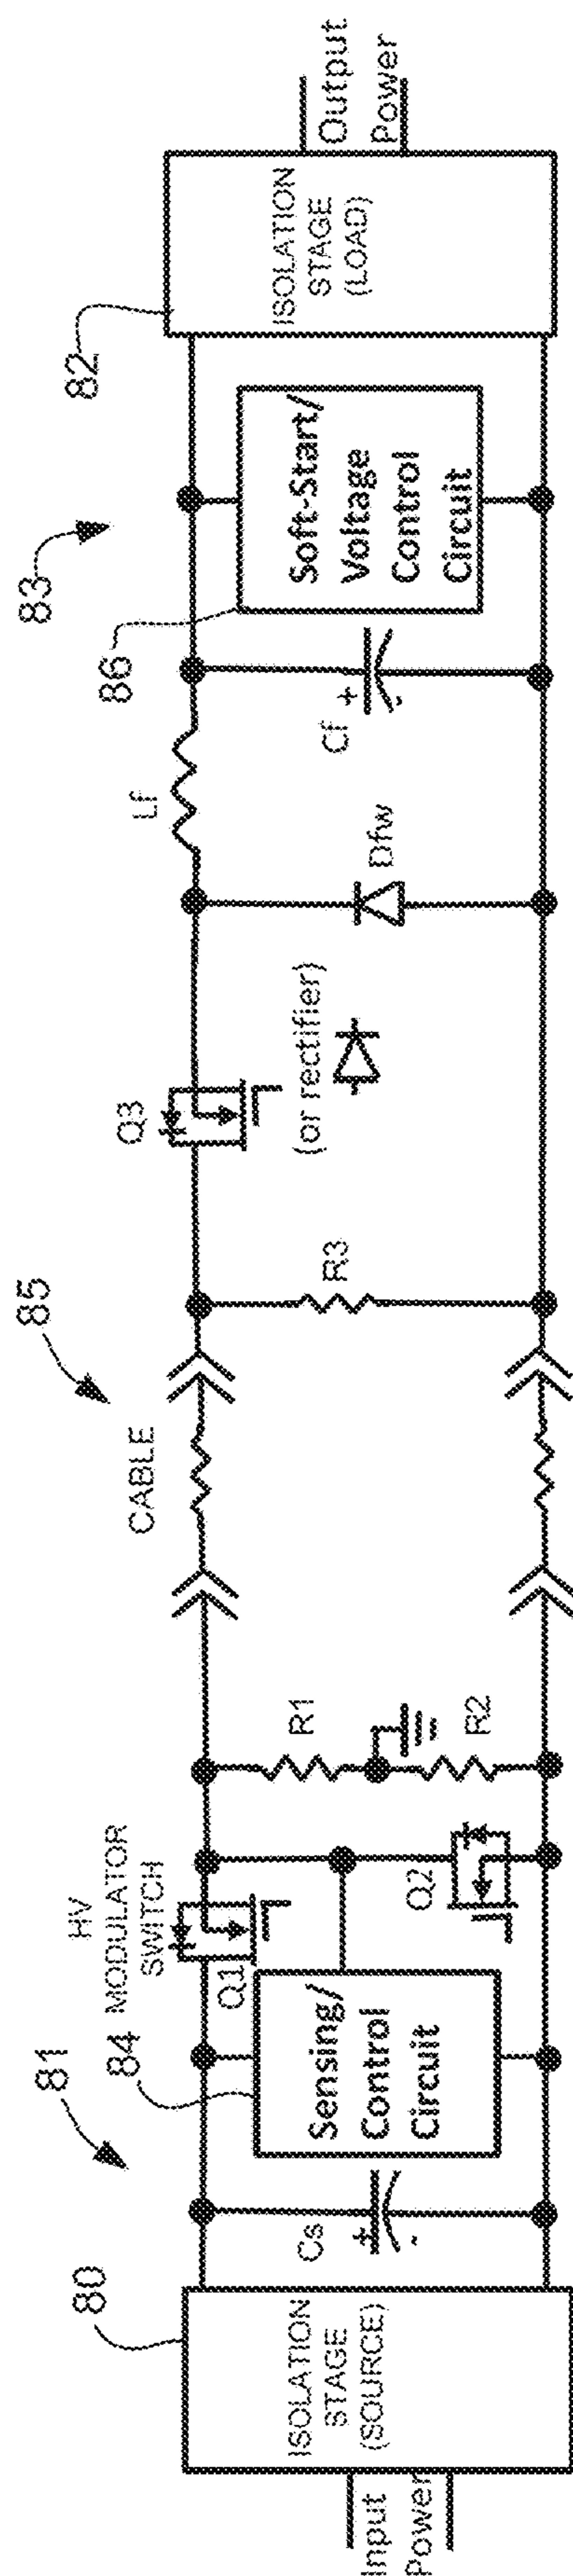 Input
Power
80
ISOLATION
STAGE
(SOURCE)
81
Cs
+
-
84
Sensing/
Control
Circuit
HV
MODULATOR
SWITCH
Q1
Q2
R1
R2
CABLE
85
R3
Q3
(or rectifier)
Dfw
Lf
Cf
+
-
83
86
Soft-Start/
Voltage
Control
Circuit
82
ISOLATION
STAGE
(LOAD)
Output
Power